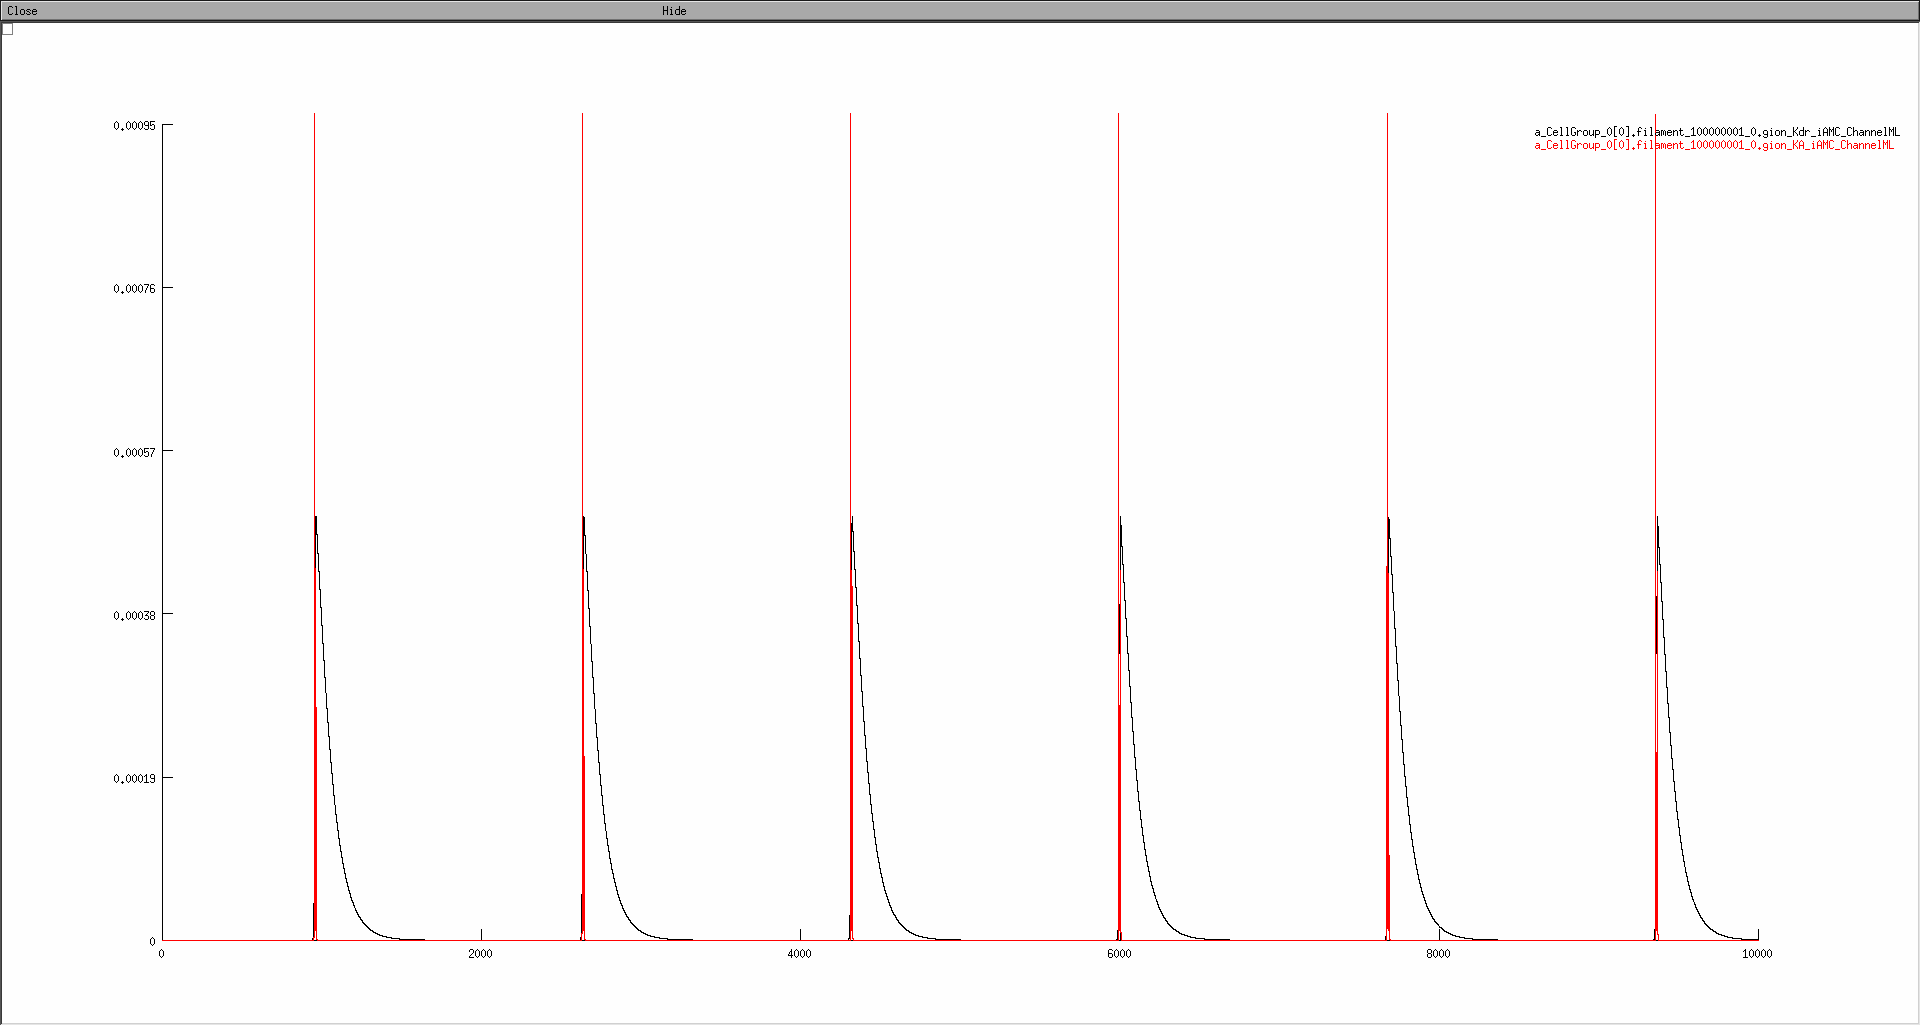 Close Hide
0.00095
a_CellGroup_0[0].filament_100000001_0.gion_Kdr_iAMC_ChannelML
a_CellGroup_0[0].filament_100000001_0.gion_KA_iAMC_ChannelML
0.00076
0.00057
0.00038
0.00019
0
0 2000 4000 6000 8000 10000